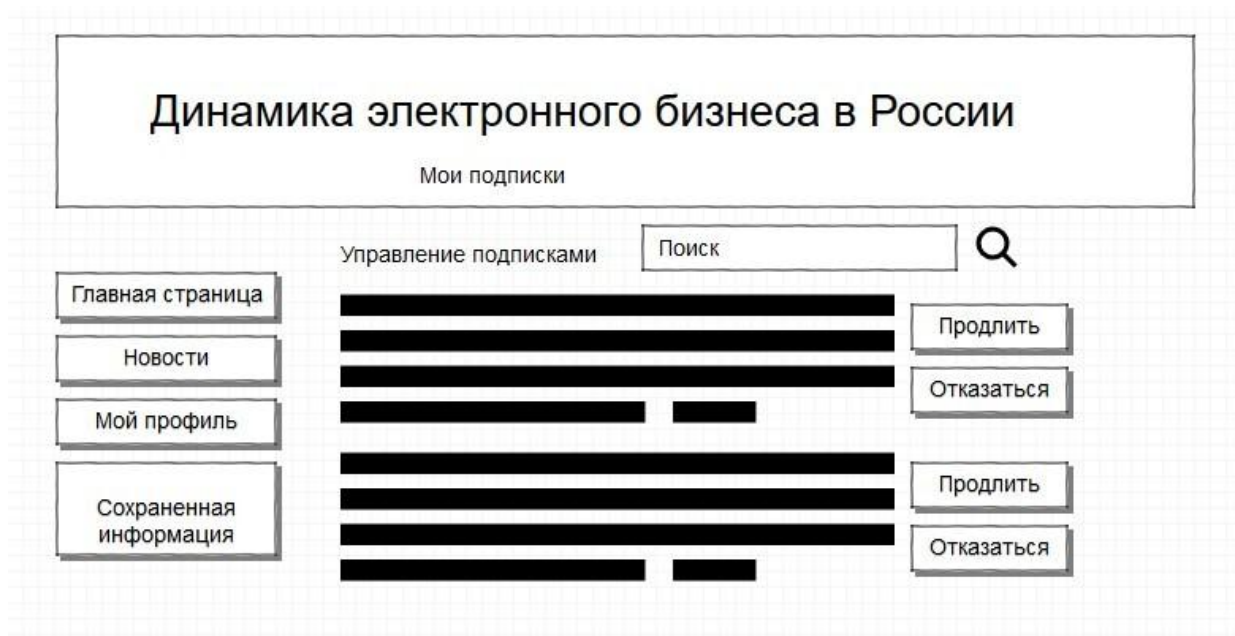 Динамика электронного бизнеса в России
Мои подписки
Управление подписками
Поиск
Главная страница
Новости
Мой профиль
Сохраненная
информация
Продлить
Отказаться
Продлить
Отказаться